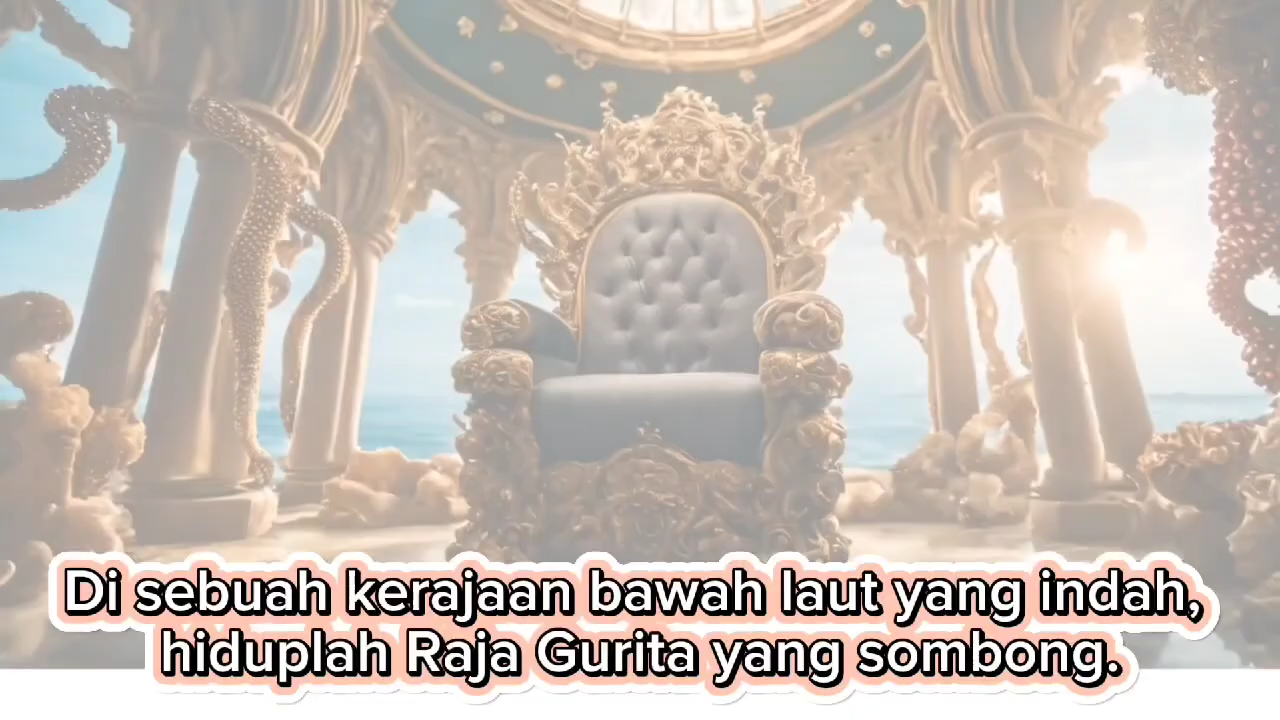 Di sebuah kerajaan bawah laut yang indah,
hiduplah Raja Gurita yang sombong.